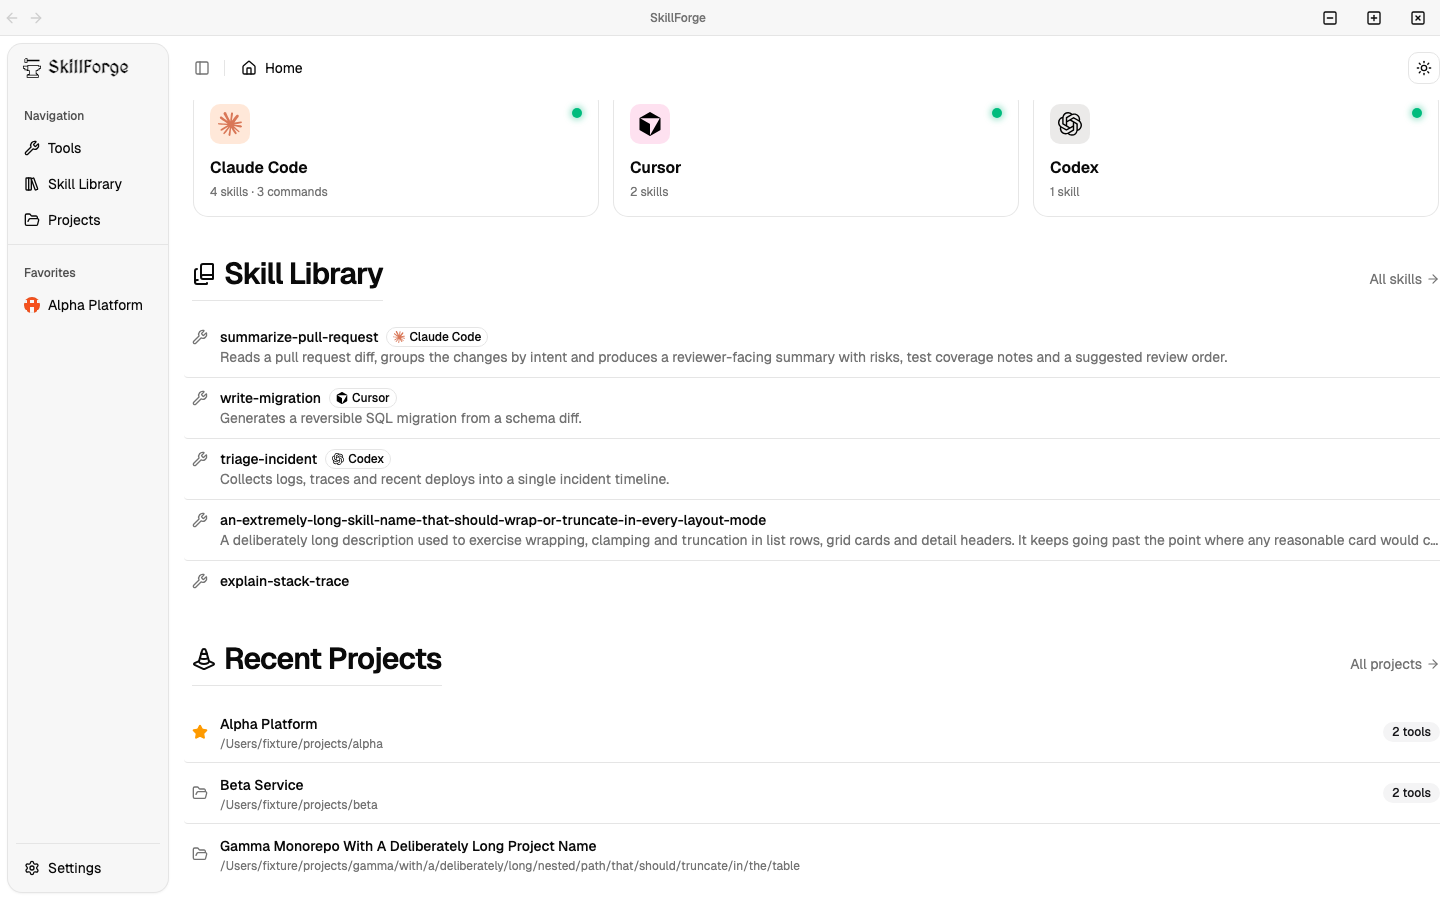 SkillForge
SkillForge
Home
Navigation
Tools
Skill Library
Projects
Favorites
Alpha Platform
Settings
Claude Code
4 skills · 3 commands
Cursor
2 skills
Codex
1 skill
Skill Library
All skills →
summarize-pull-request Claude Code
Reads a pull request diff, groups the changes by intent and produces a reviewer-facing summary with risks, test coverage notes and a suggested review order.
write-migration Cursor
Generates a reversible SQL migration from a schema diff.
triage-incident Codex
Collects logs, traces and recent deploys into a single incident timeline.
an-extremely-long-skill-name-that-should-wrap-or-truncate-in-every-layout-mode
A deliberately long description used to exercise wrapping, clamping and truncation in list rows, grid cards and detail headers. It keeps going past the point where any reasonable card would c...
explain-stack-trace
Recent Projects
All projects →
Alpha Platform
/Users/fixture/projects/alpha
2 tools
Beta Service
/Users/fixture/projects/beta
2 tools
Gamma Monorepo With A Deliberately Long Project Name
/Users/fixture/projects/gamma/with/a/deliberately/long/nested/path/that/should/truncate/in/the/table